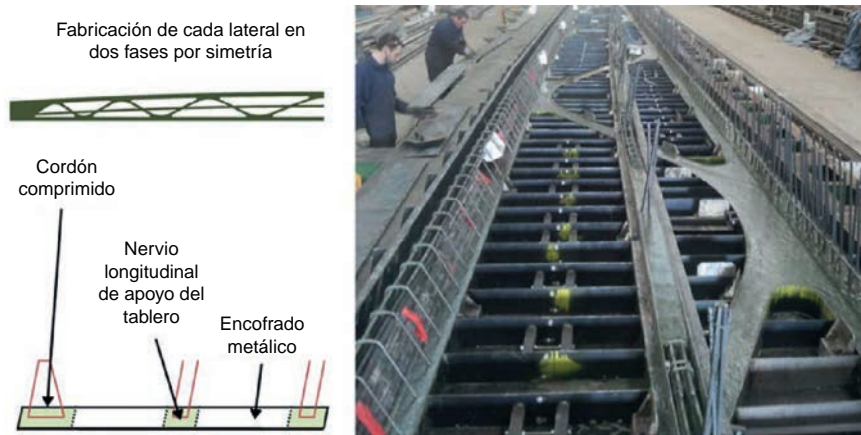 Fabricación de cada lateral en
dos fases por simetría
Cordón
comprimido
Nervio
longitudinal
de apoyo del
tablero
Encofrado
metálico